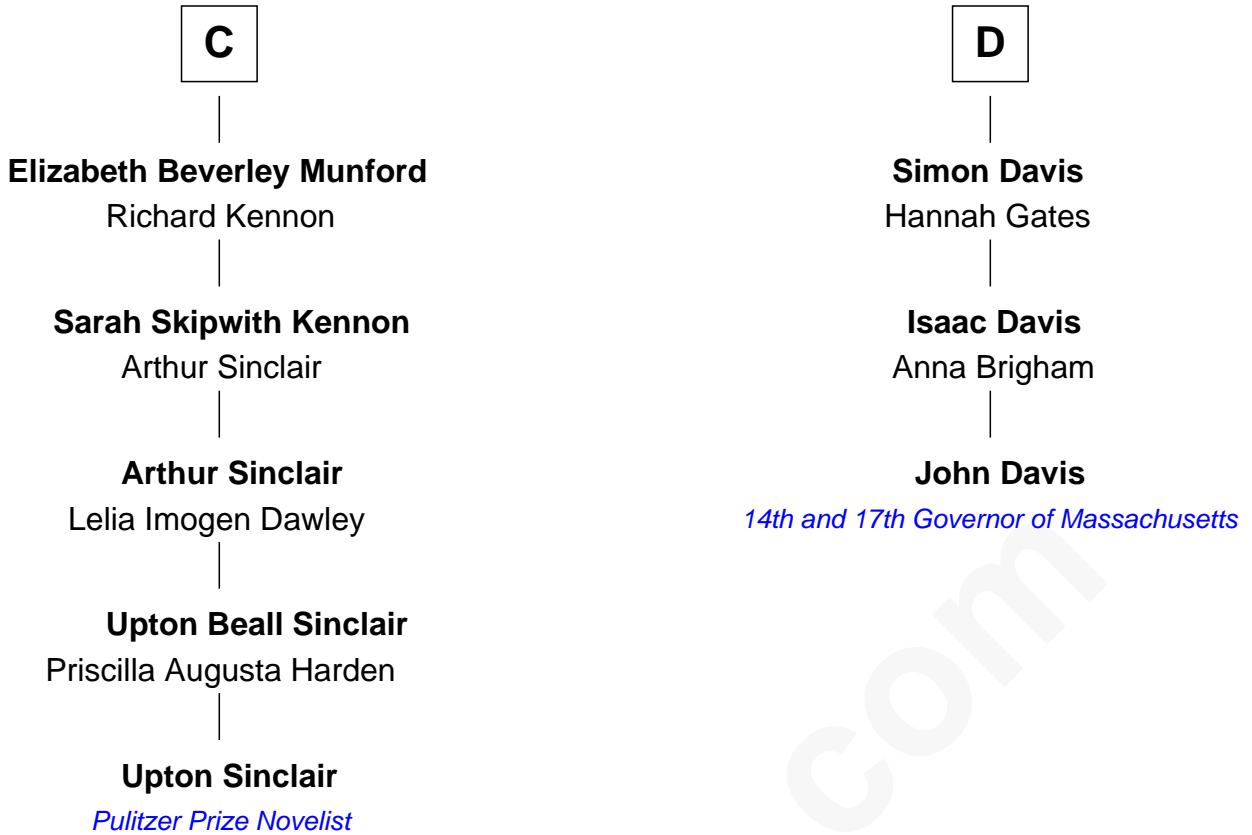 C
Elizabeth Beverley Munford
Richard Kennon
Sarah Skipwith Kennon
Arthur Sinclair
Arthur Sinclair
Lelia Imogen Dawley
Upton Beall Sinclair
Priscilla Augusta Harden
Upton Sinclair
Pulitzer Prize Novelist
D
Simon Davis
Hannah Gates
Isaac Davis
Anna Brigham
John Davis
14th and 17th Governor of Massachusetts
com